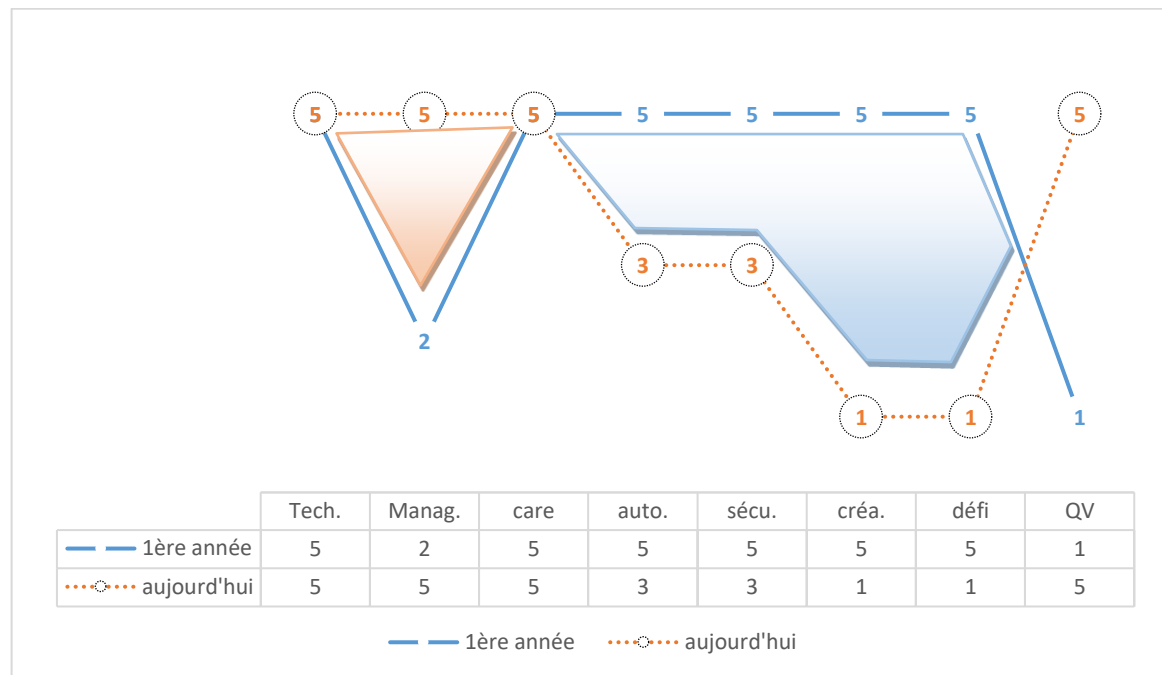 5 5 5 5 5 5 5 5
3 3
2
1 1 1
Tech. Manag. care auto. sécu. créa. défi QV
1ère année 5 2 5 5 5 5 5 1
aujourd'hui 5 5 5 3 3 1 1 5
1ère année aujourd'hui